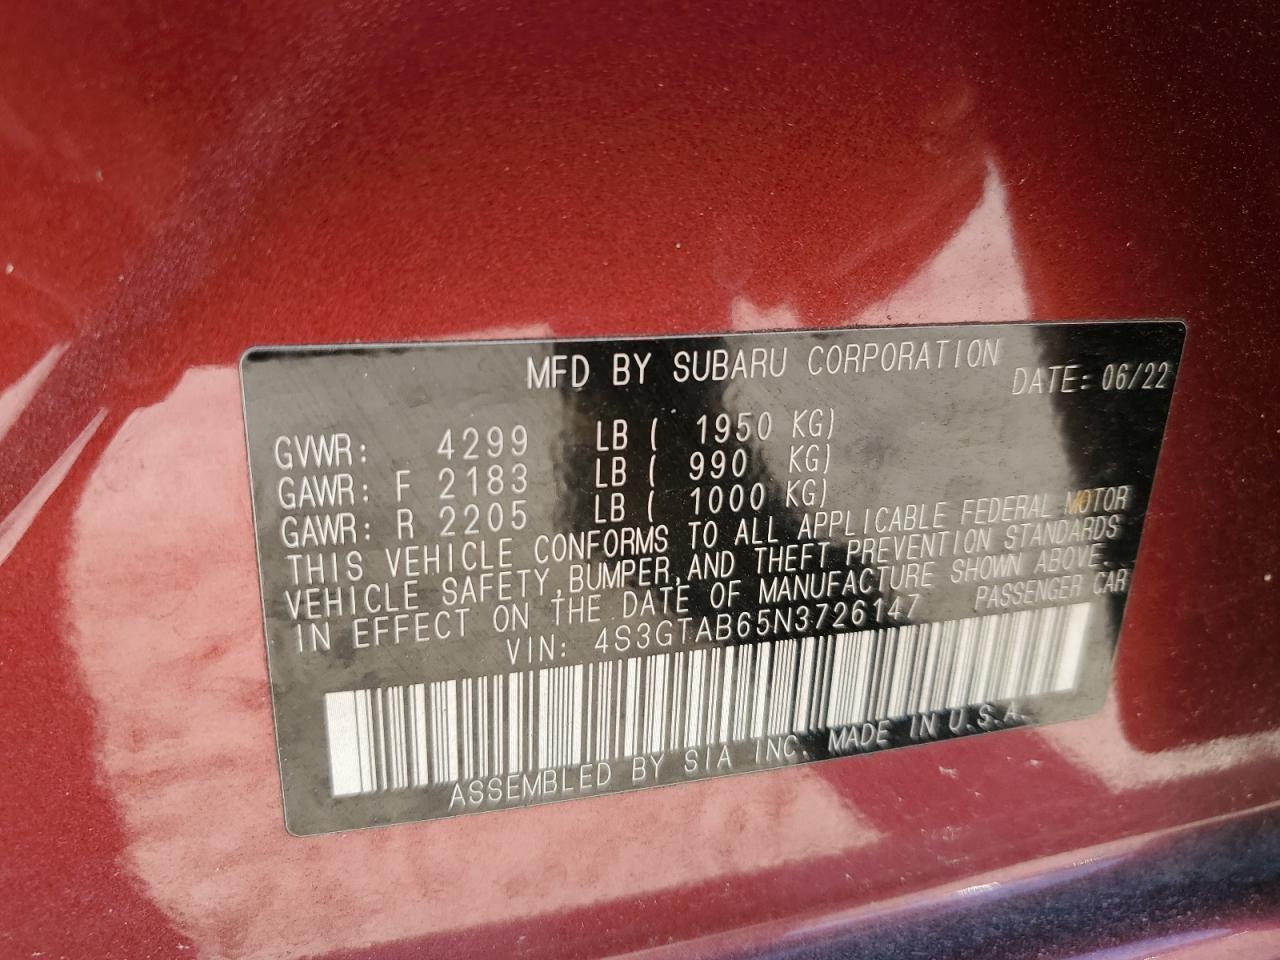 MFD BY SUBARU CORPORATION
DATE: 06/22
GVWR: 4299 LB ( 1950 KG)
GAWR: F 2183 LB ( 990 KG)
GAWR: R 2205 LB ( 1000 KG)
THIS VEHICLE CONFORMS TO ALL APPLICABLE FEDERAL MOTOR
VEHICLE SAFETY, BUMPER, AND THEFT PREVENTION STANDARDS
IN EFFECT ON THE DATE OF MANUFACTURE SHOWN ABOVE.
VIN: 4S3GTAB65N3726147 PASSENGER CAR
ASSEMBLED BY SIA INC. MADE IN U.S.A.